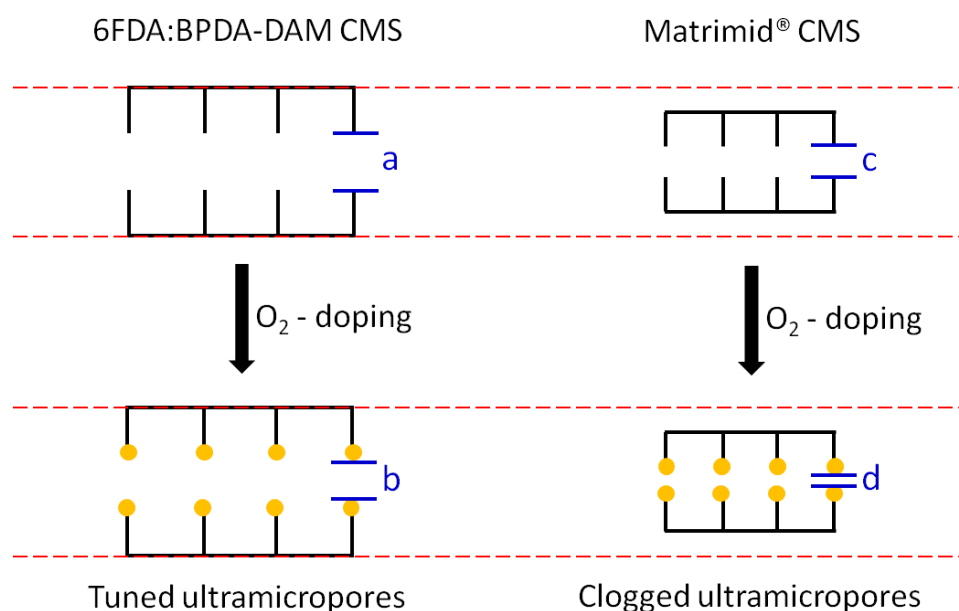 6FDA:BPDA-DAM CMS
Matrimid® CMS
a
c
O₂ - doping
O₂ - doping
b
d
Tuned ultramicropores
Clogged ultramicropores